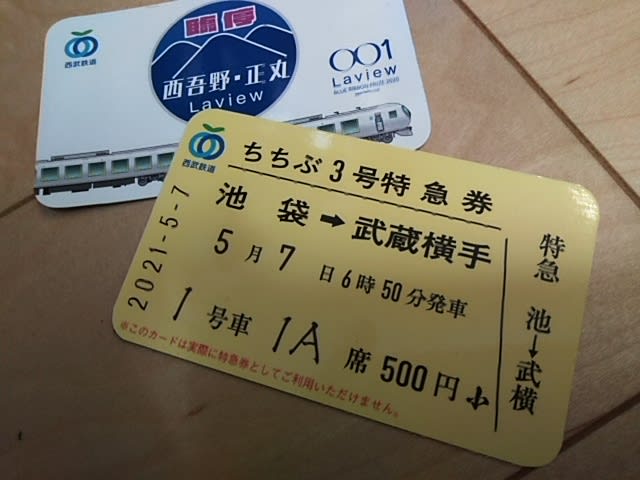 西武鉄道
臨停
西吾野・正丸
Laview
001
Laview
西武鉄道
ちちぶ3号特急券
池袋➡武蔵横手
2021-5-7
5月7日6時50分発車
1号車1A席500円小
※このカードは実際に特急券としてご利用いただけません。
特急 池→武横